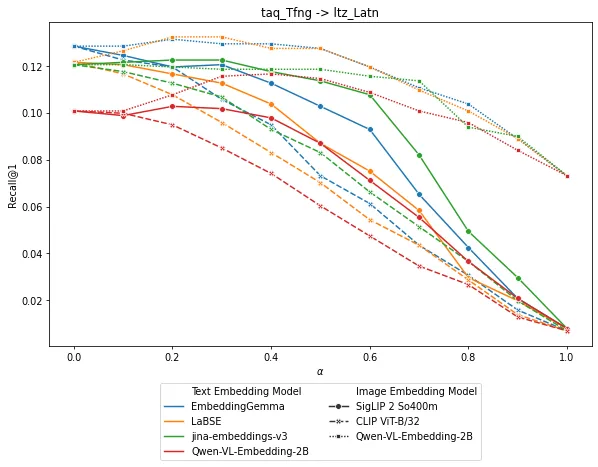 taq_Tfng -> ltz_Latn
Recall@1
0.12
0.10
0.08
0.06
0.04
0.02
0.0
0.2
0.4
0.6
0.8
1.0
α
Text Embedding Model
EmbeddingGemma
LaBSE
jina-embeddings-v3
Qwen-VL-Embedding-2B
Image Embedding Model
SigLIP 2 So400m
CLIP ViT-B/32
Qwen-VL-Embedding-2B